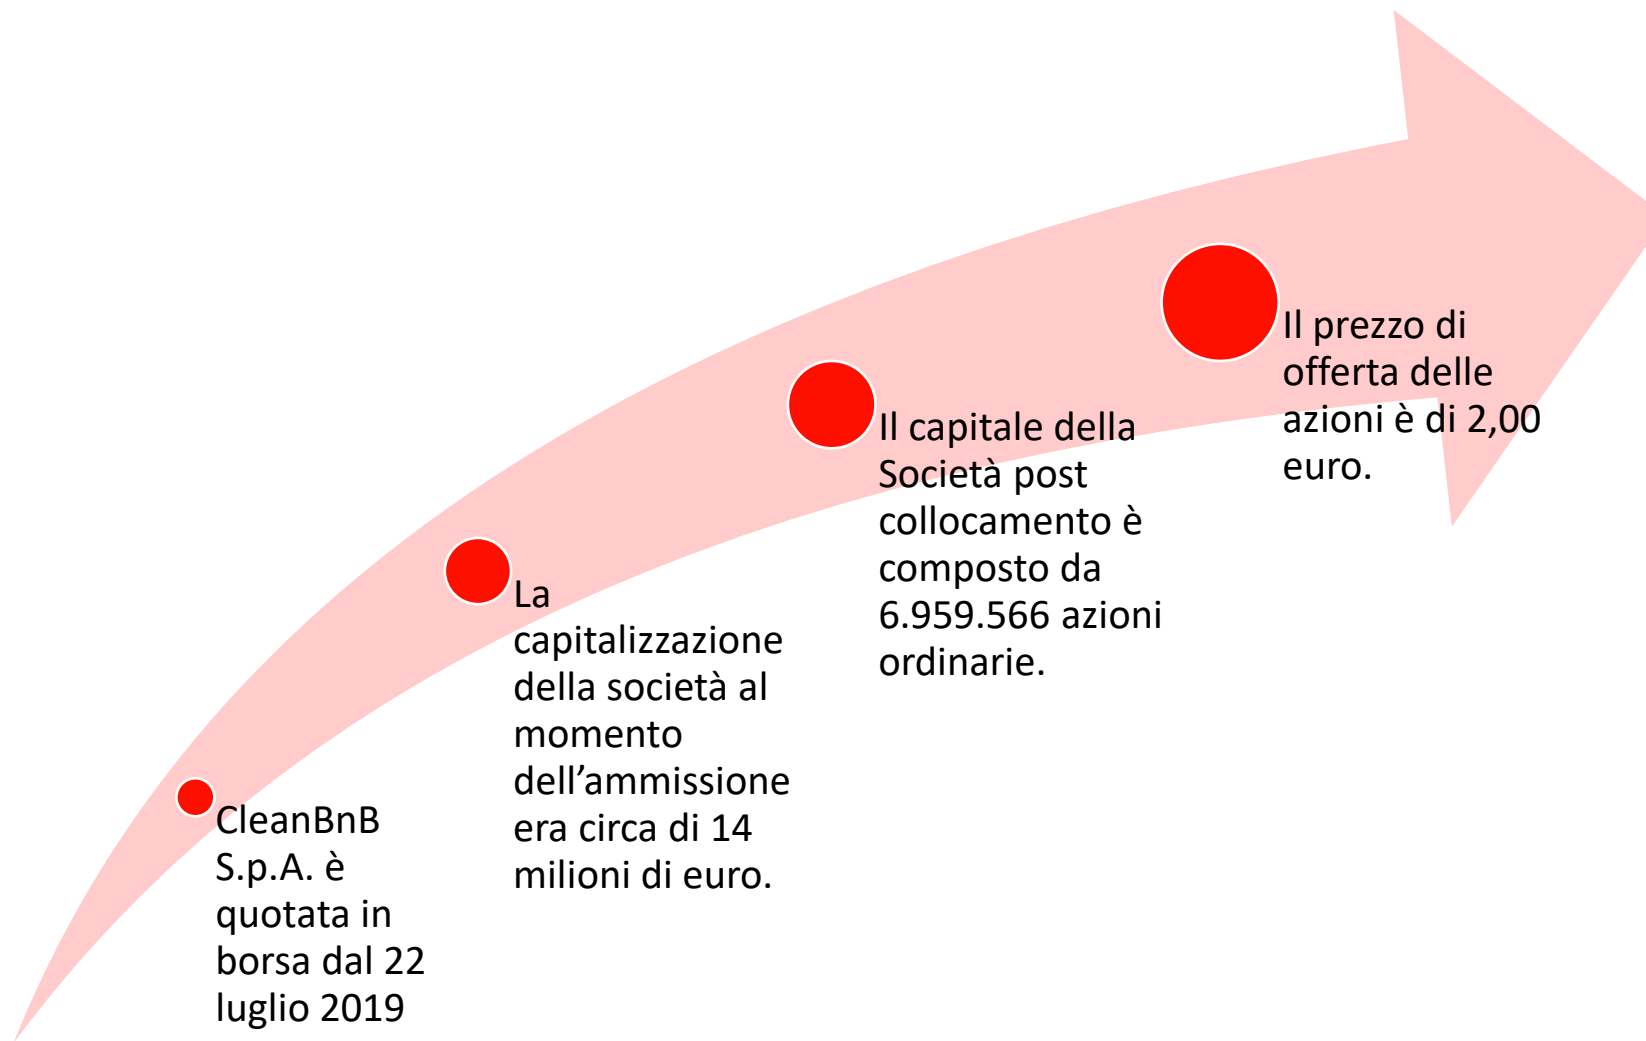 CleanBnB
S.p.A. è
quotata in
borsa dal 22
luglio 2019
La
capitalizzazione
della società al
momento
dell’ammissione
era circa di 14
milioni di euro.
Il capitale della
Società post
collocamento è
composto da
6.959.566 azioni
ordinarie.
Il prezzo di
offerta delle
azioni è di 2,00
euro.